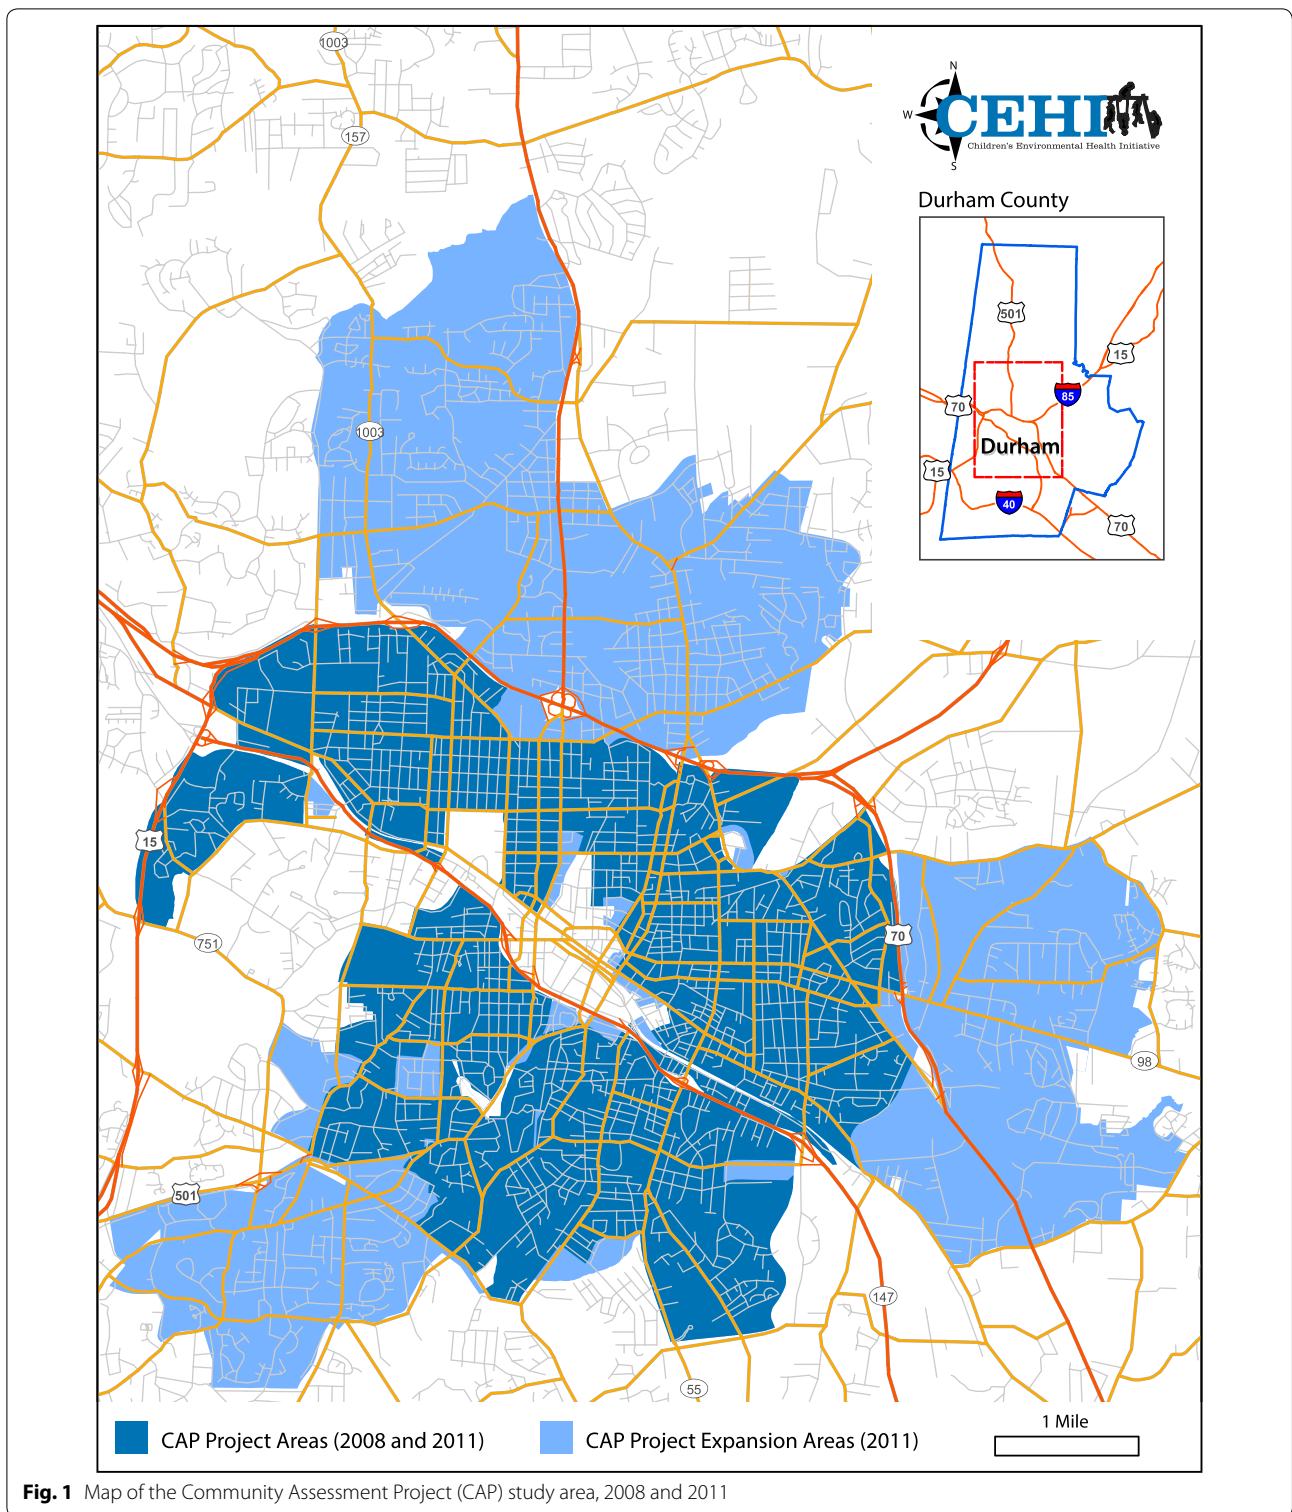 1003
157
N
W
CEHI
Children's Environmental Health Initiative
S
Durham County
501
15
85
70
Durham
15
40
70
1003
15
751
70
98
501
147
55
1 Mile
CAP Project Areas (2008 and 2011)
CAP Project Expansion Areas (2011)
Fig. 1 Map of the Community Assessment Project (CAP) study area, 2008 and 2011